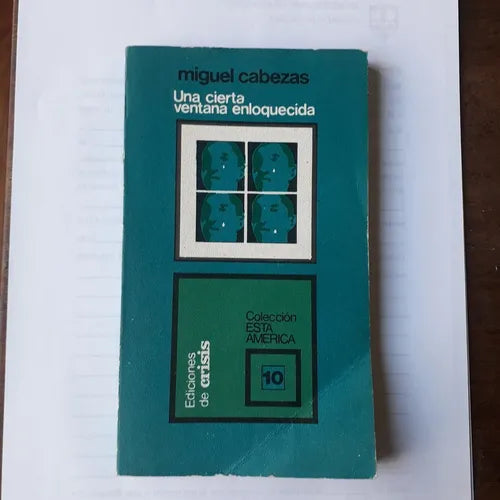 miguel cabezas
Una cierta
ventana enloquecida
Ediciones
de crisis
Colección
ESTA
AMERICA
10